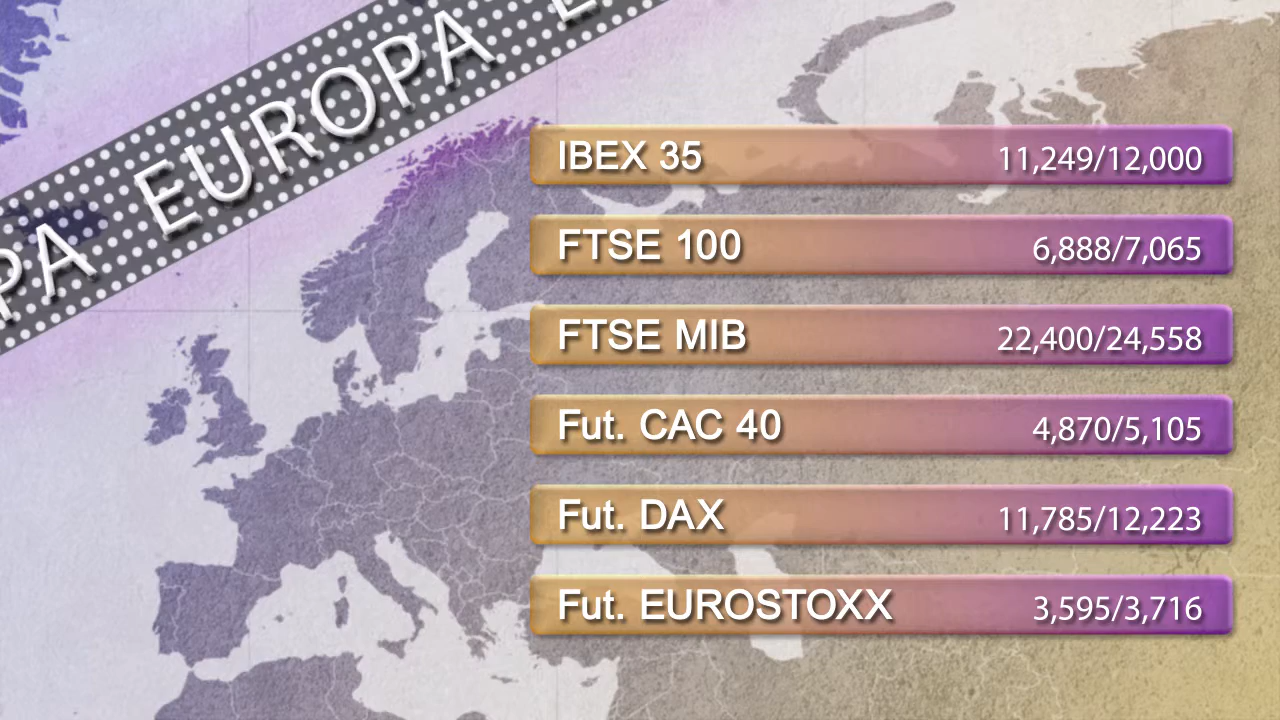 PA EUROPA E
IBEX 35 11,249/12,000
FTSE 100 6,888/7,065
FTSE MIB 22,400/24,558
Fut. CAC 40 4,870/5,105
Fut. DAX 11,785/12,223
Fut. EUROSTOXX 3,595/3,716